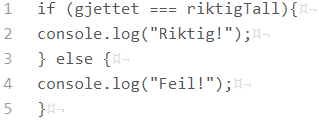 1 if (gjettet === riktigTall){¤¬
2 console.log("Riktig!");¤¬
3 } else {¤¬
4 console.log("Feil!");¤¬
5 }¤¬